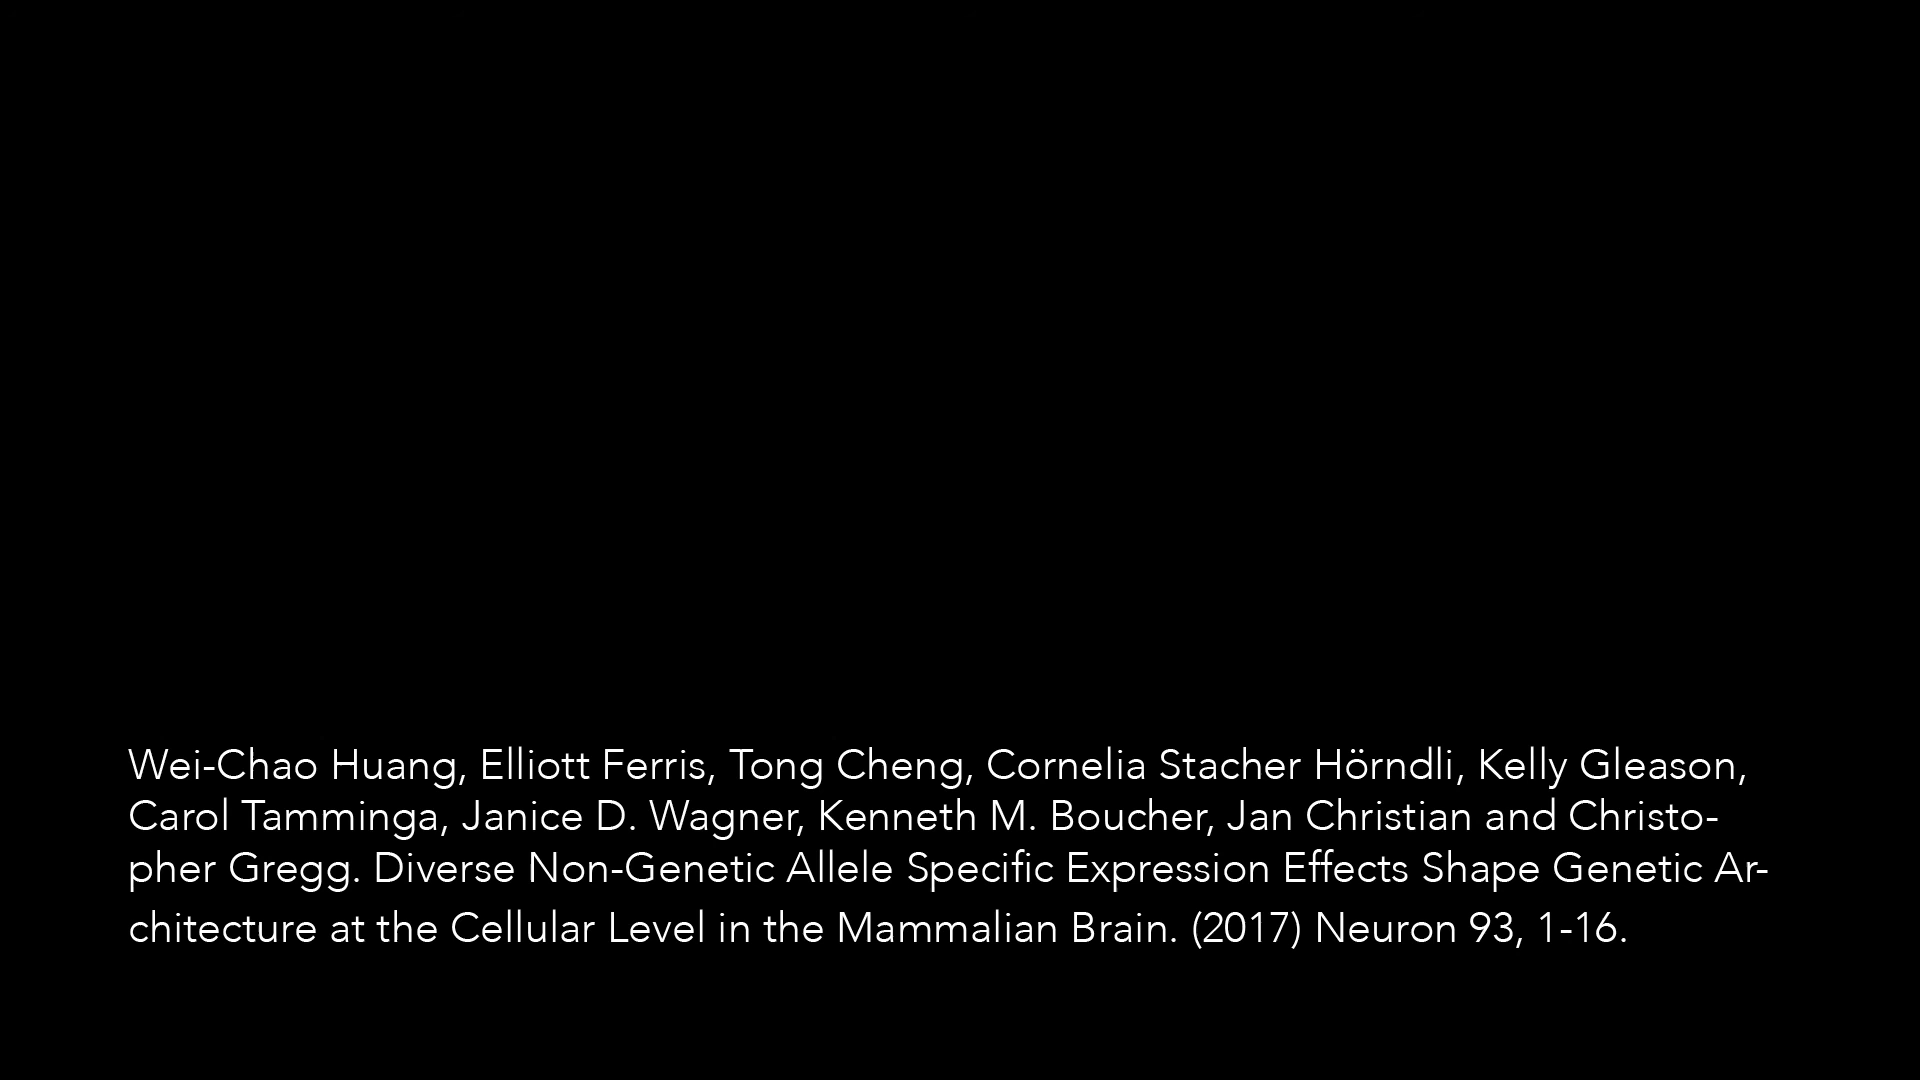 Wei-Chao Huang, Elliott Ferris, Tong Cheng, Cornelia Stacher Hörndli, Kelly Gleason,
Carol Tamminga, Janice D. Wagner, Kenneth M. Boucher, Jan Christian and Christo-
pher Gregg. Diverse Non-Genetic Allele Specific Expression Effects Shape Genetic Ar-
chitecture at the Cellular Level in the Mammalian Brain. (2017) Neuron 93, 1-16.